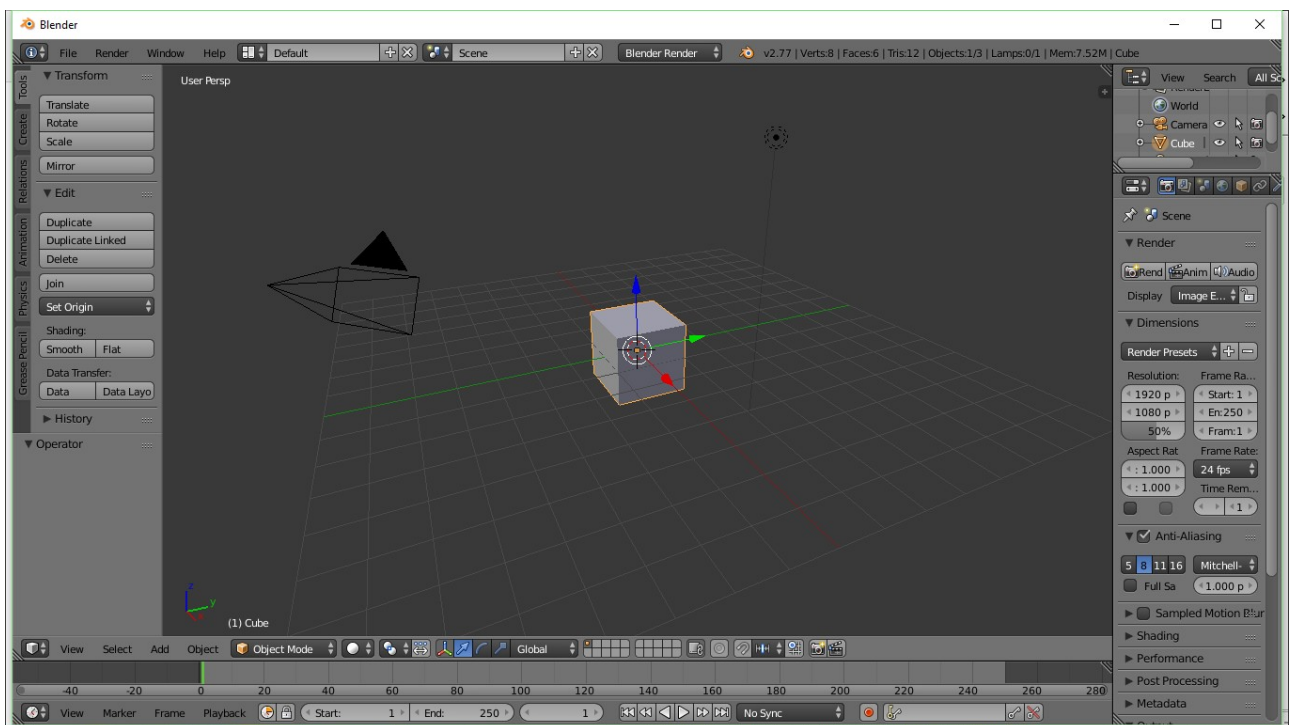 Blender
File Render Window Help Default Scene Blender Render v2.77 | Verts:8 | Faces:6 | Tris:12 | Objects:1/3 | Lamps:0/1 | Mem:7.52M | Cube
Tools
Create
Relations
Animation
Physics
Grease Pencil
Transform
Translate
Rotate
Scale
Mirror
Edit
Duplicate
Duplicate Linked
Delete
Join
Set Origin
Shading:
Smooth Flat
Data Transfer:
Data Data Layo
History
Operator
User Persp
z
y
x
(1) Cube
View Search All Sc
World
Camera
Cube
Scene
Render
Rend Anim Audio
Display Image E...
Dimensions
Render Presets
Resolution: Frame Ra...
1920 p Start: 1
1080 p En:250
50% Fram:1
Aspect Rat Frame Rate:
: 1.000 24 fps
: 1.000 Time Rem...
1
Anti-Aliasing
5 8 11 16 Mitchell-
Full Sa 1.000 p
Sampled Motion Blur
Shading
Performance
Post Processing
Metadata
View Select Add Object Object Mode Global
-40 -20 0 20 40 60 80 100 120 140 160 180 200 220 240 260 280
View Marker Frame Playback Start: 1 End: 250 1 No Sync